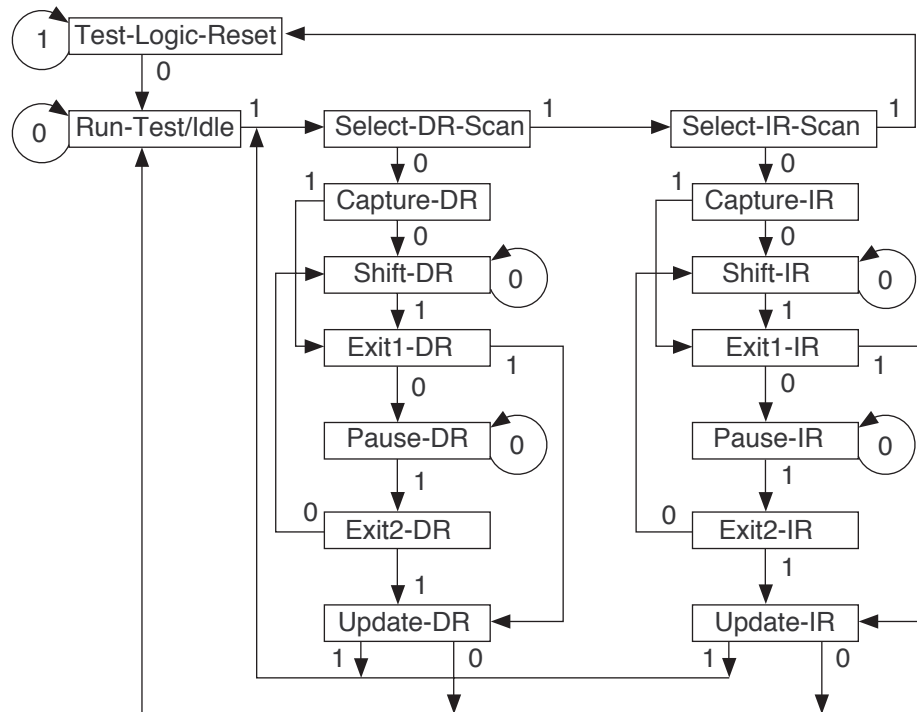 1 Test-Logic-Reset
0
0 Run-Test/Idle 1 Select-DR-Scan 1 Select-IR-Scan 1
0 0
1 Capture-DR 1 Capture-IR
0 0
Shift-DR 0 Shift-IR 0
1 1
Exit1-DR 1 Exit1-IR 1
0 0
Pause-DR 0 Pause-IR 0
1 1
0 Exit2-DR 0 Exit2-IR
1 1
Update-DR Update-IR
1 0 1 0